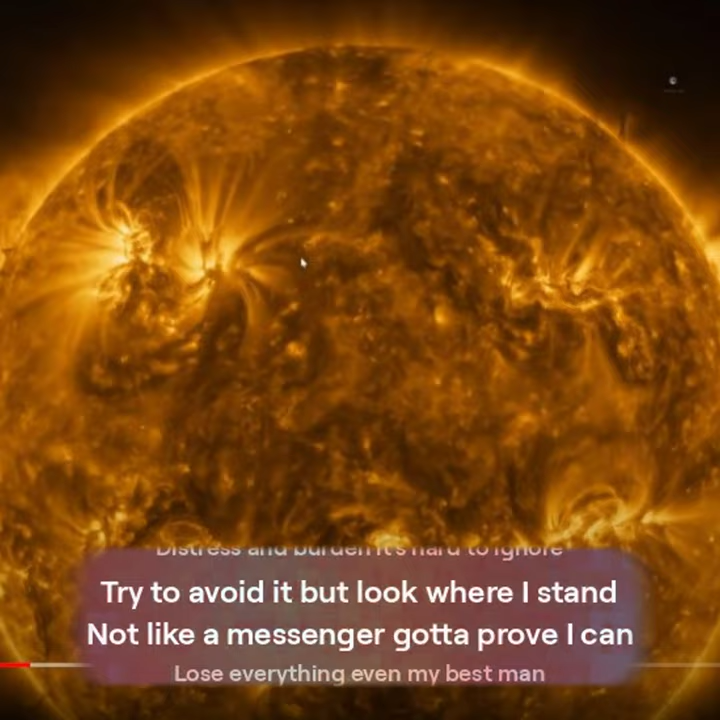 Distress and burden it's hard to ignore
Try to avoid it but look where I stand
Not like a messenger gotta prove I can
Lose everything even my best man